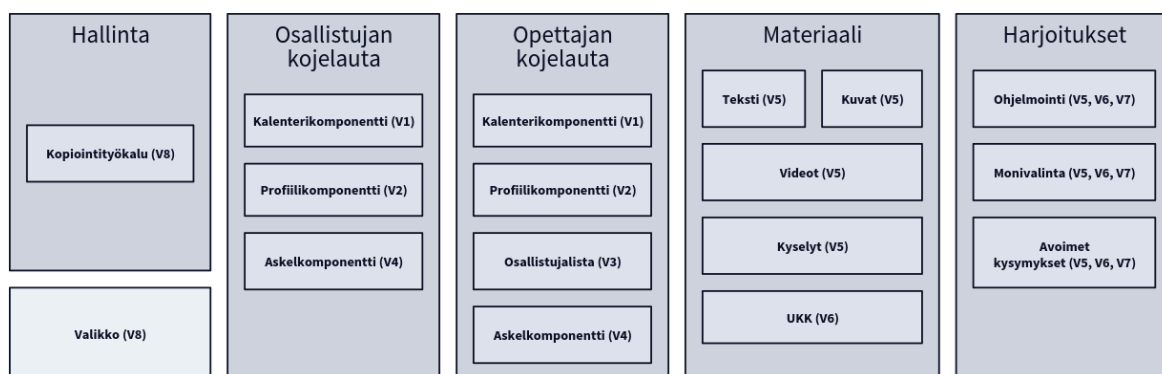 Hallinta
Kopiointityökalu (V8)
Valikko (V8)
Osallistujan
kojelauta
Kalenterikomponentti (V1)
Profiilikomponentti (V2)
Askelkomponentti (V4)
Opettajan
kojelauta
Kalenterikomponentti (V1)
Profiilikomponentti (V2)
Osallistujalista (V3)
Askelkomponentti (V4)
Materiaali
Teksti (V5)
Kuvat (V5)
Videot (V5)
Kyselyt (V5)
UKK (V6)
Harjoitukset
Ohjelmointi (V5, V6, V7)
Monivalinta (V5, V6, V7)
Avoimet
kysymykset (V5, V6, V7)